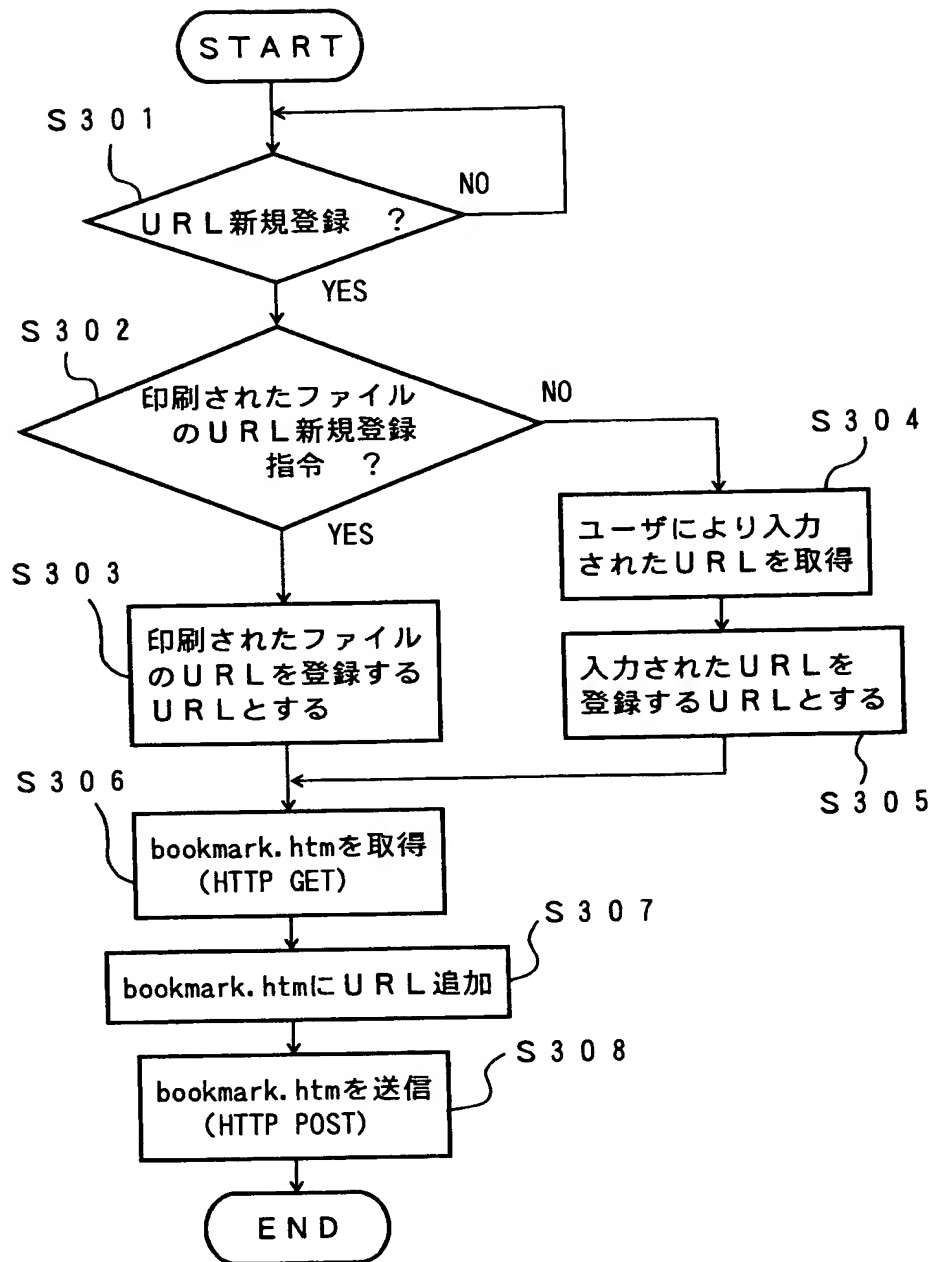 START
S301
URL新規登録 ?
NO
YES
S302
印刷されたファイル
のURL新規登録
指令 ?
NO
YES
S304
ユーザにより入力
されたURLを取得
S303
印刷されたファイル
のURLを登録する
URLとする
入力されたURLを
登録するURLとする
S305
S306
bookmark.htmを取得
(HTTP GET)
S307
bookmark.htmにURL追加
S308
bookmark.htmを送信
(HTTP POST)
END